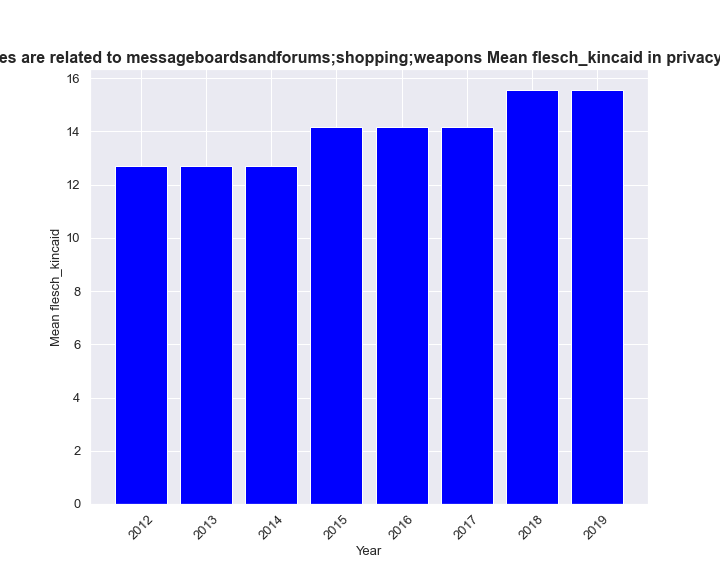 es are related to messageboardsandforums;shopping;weapons Mean flesch_kincaid in privacy
16
14
12
10
8
6
4
2
0
Mean flesch_kincaid
2012 2013 2014 2015 2016 2017 2018 2019
Year